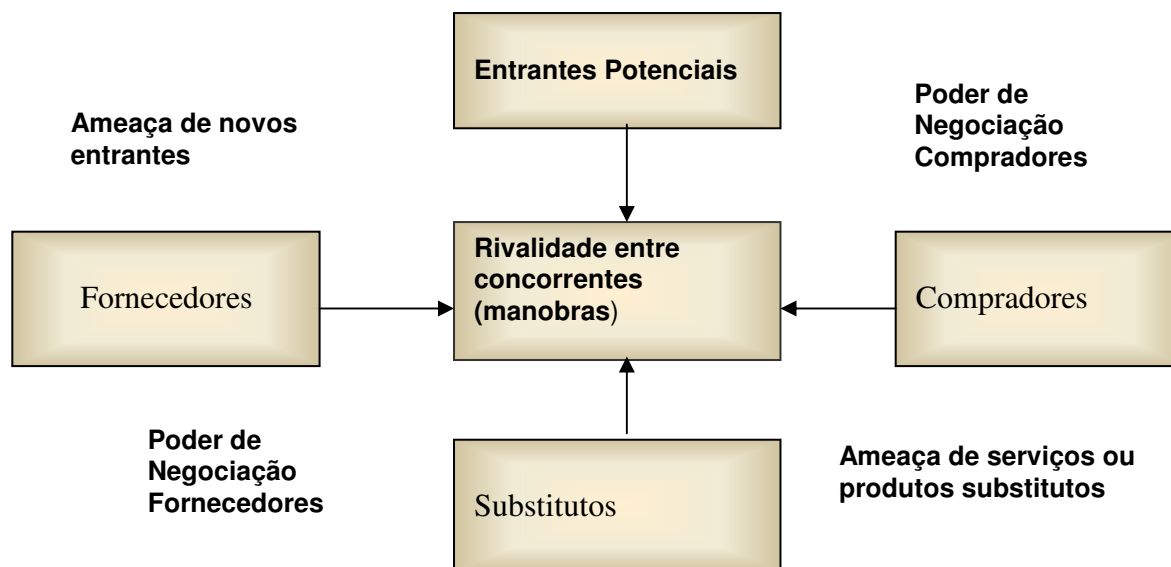 Entrantes Potenciais
Ameaça de novos
entrantes
Poder de
Negociação
Compradores
Fornecedores
Rivalidade entre
concorrentes
(manobras)
Compradores
Poder de
Negociação
Fornecedores
Substitutos
Ameaça de serviços ou
produtos substitutos